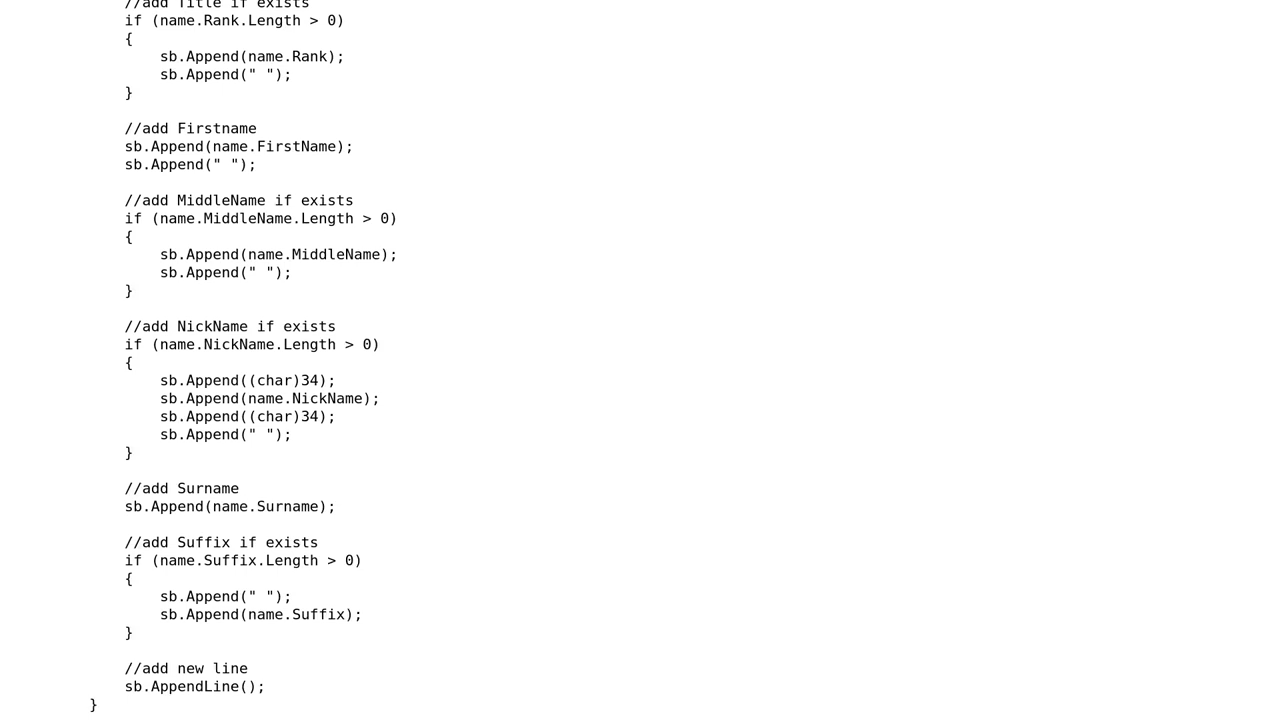 //add Title if exists
if (name.Rank.Length > 0)
{
sb.Append(name.Rank);
sb.Append(" ");
}
//add Firstname
sb.Append(name.FirstName);
sb.Append(" ");
//add MiddleName if exists
if (name.MiddleName.Length > 0)
{
sb.Append(name.MiddleName);
sb.Append(" ");
}
//add NickName if exists
if (name.NickName.Length > 0)
{
sb.Append((char)34);
sb.Append(name.NickName);
sb.Append((char)34);
sb.Append(" ");
}
//add Surname
sb.Append(name.Surname);
//add Suffix if exists
if (name.Suffix.Length > 0)
{
sb.Append(" ");
sb.Append(name.Suffix);
}
//add new line
sb.AppendLine();
}